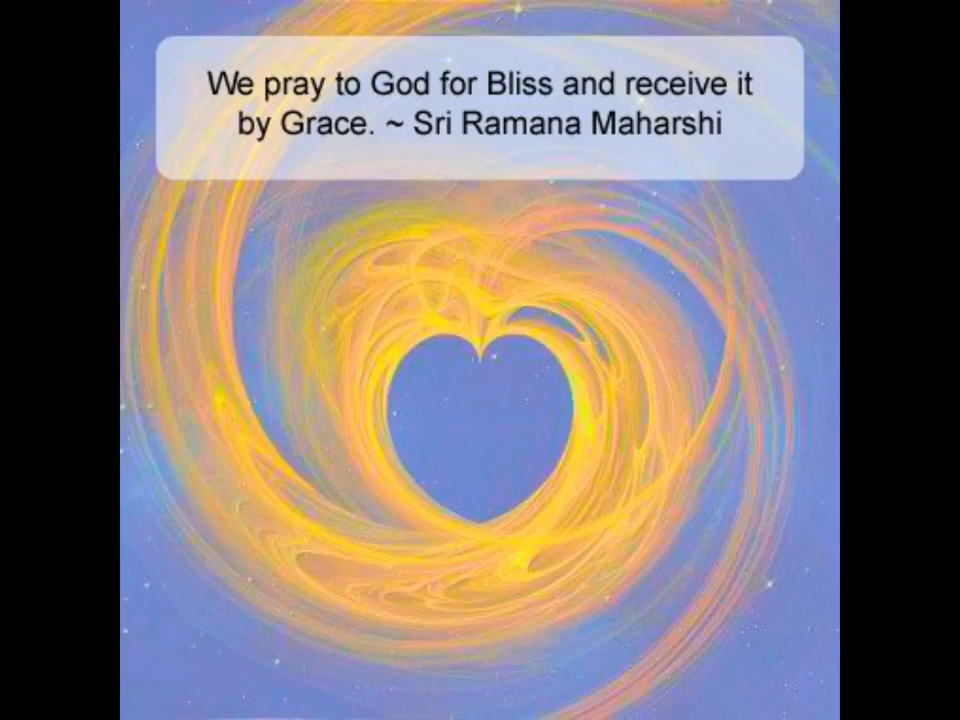 We pray to God for Bliss and receive it
by Grace. ~ Sri Ramana Maharshi